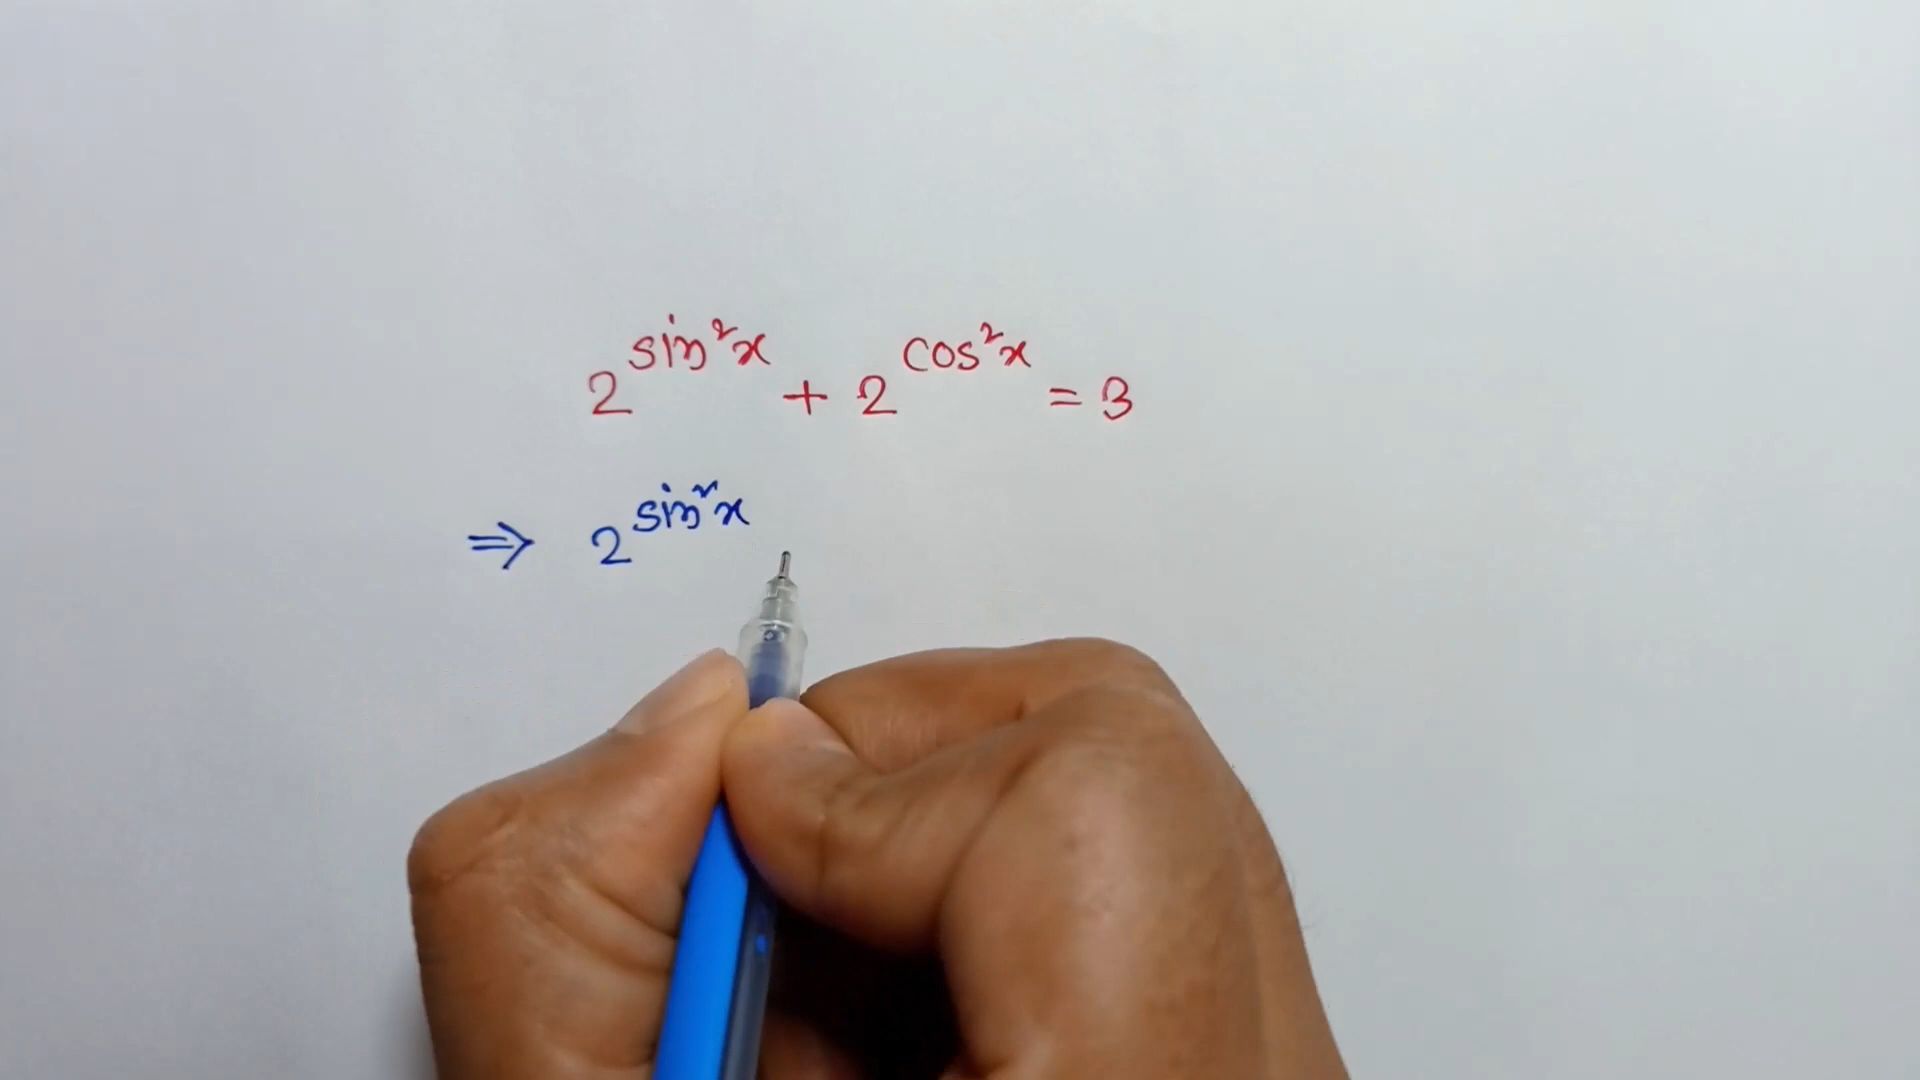 2^{sin²x} + 2^{cos²x} = 3
⇒ 2^{sin²x}